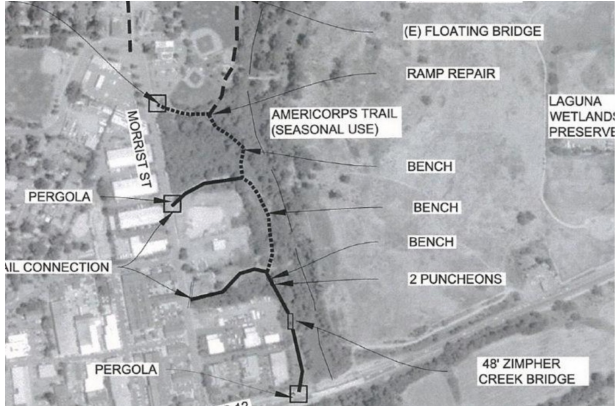 (E) FLOATING BRIDGE
RAMP REPAIR
AMERICORPS TRAIL
(SEASONAL USE)
LAGUNA
WETLANDS
PRESERVE
MORRIST ST
BENCH
PERGOLA
BENCH
BENCH
AIL CONNECTION
2 PUNCHEONS
PERGOLA
48' ZIMPHER
CREEK BRIDGE
12